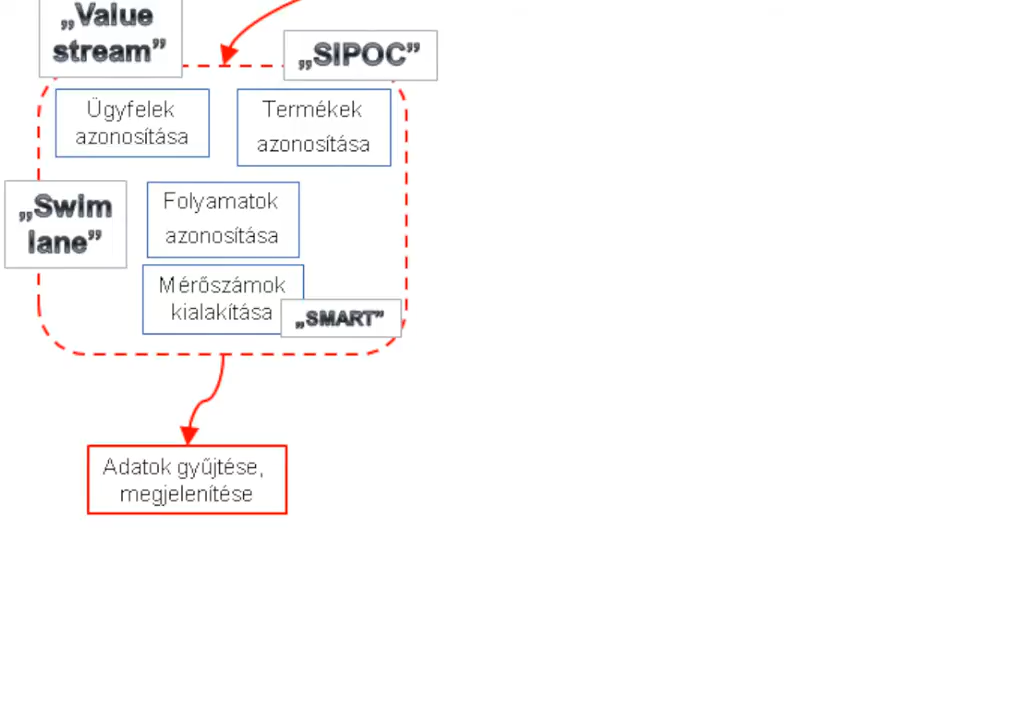 „Value
stream”
„SIPOC”
Ügyfelek
azonosítása
Termékek
azonosítása
„Swim
lane”
Folyamatok
azonosítása
Mérőszámok
kialakítása
„SMART”
Adatok gyűjtése,
megjelenítése